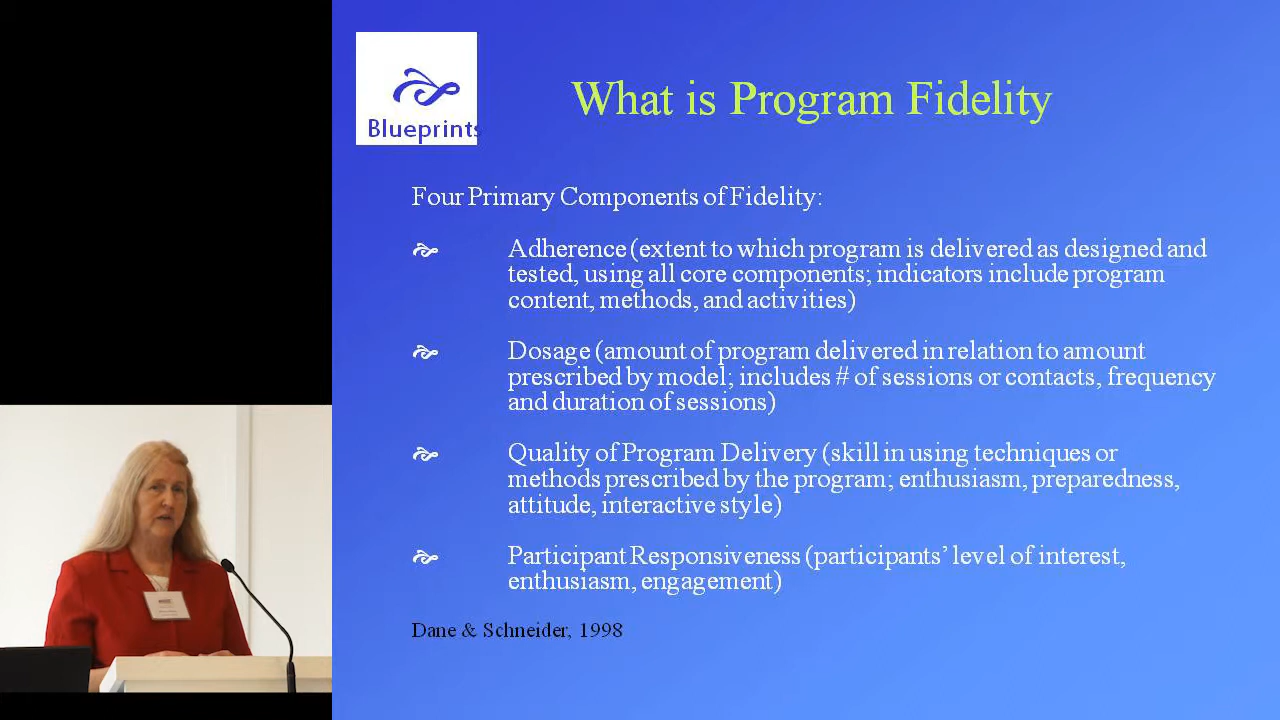 Blueprints
What is Program Fidelity
Four Primary Components of Fidelity:
Adherence (extent to which program is delivered as designed and
tested, using all core components; indicators include program
content, methods, and activities)
Dosage (amount of program delivered in relation to amount
prescribed by model; includes # of sessions or contacts, frequency
and duration of sessions)
Quality of Program Delivery (skill in using techniques or
methods prescribed by the program; enthusiasm, preparedness,
attitude, interactive style)
Participant Responsiveness (participants’ level of interest,
enthusiasm, engagement)
Dane & Schneider, 1998